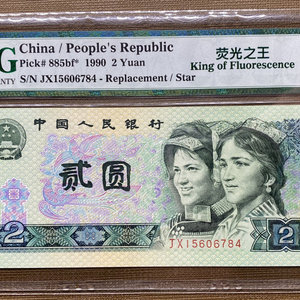 G
China / People's Republic
荧光之王
Pick# 885bf* 1990 2 Yuan
King of Fluorescence
S/N JX15606784 - Replacement / Star
中国人民银行
贰圆
JX15606784
2
2